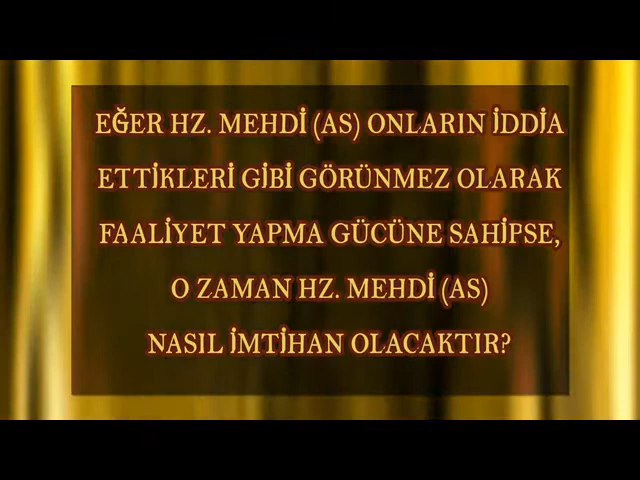 EĞER HZ. MEHDİ (AS) ONLARIN İDDİA
ETTİKLERİ GİBİ GÖRÜNMEZ OLARAK
FAALİYET YAPMA GÜCÜNE SAHİPSE,
O ZAMAN HZ. MEHDİ (AS)
NASIL İMTİHAN OLACAKTIR?